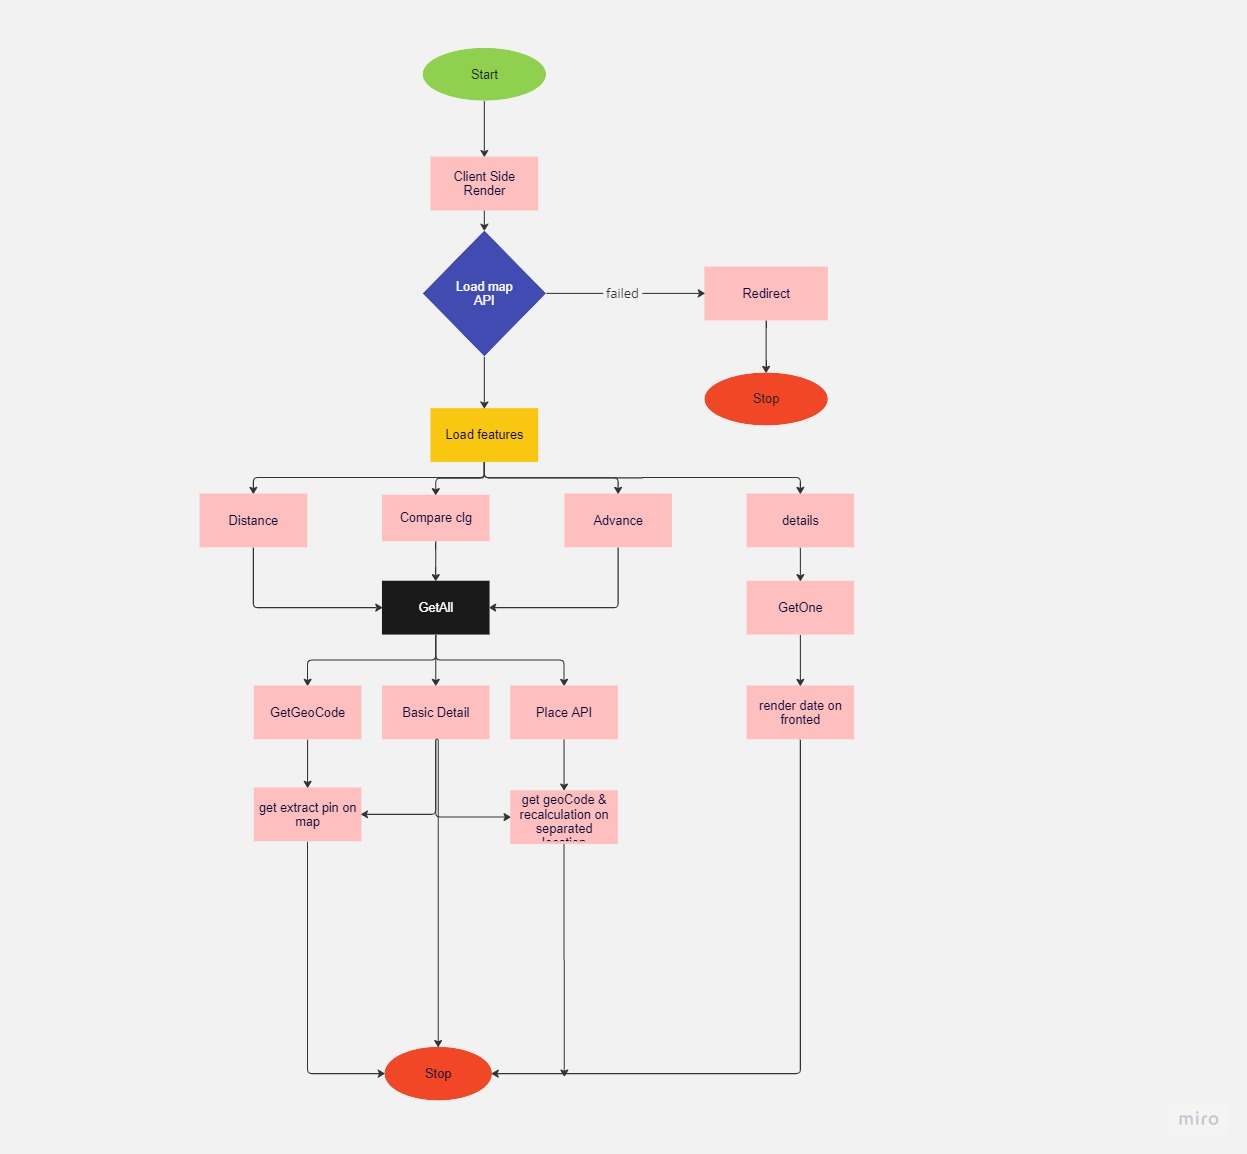 Start
Client Side
Render
Load map
API
failed
Redirect
Stop
Load features
Distance
Compare clg
Advance
details
GetAll
GetOne
GetGeoCode
Basic Detail
Place API
render date on
fronted
get extract pin on
map
get geoCode &
recalculation on
separated
location
Stop
miro